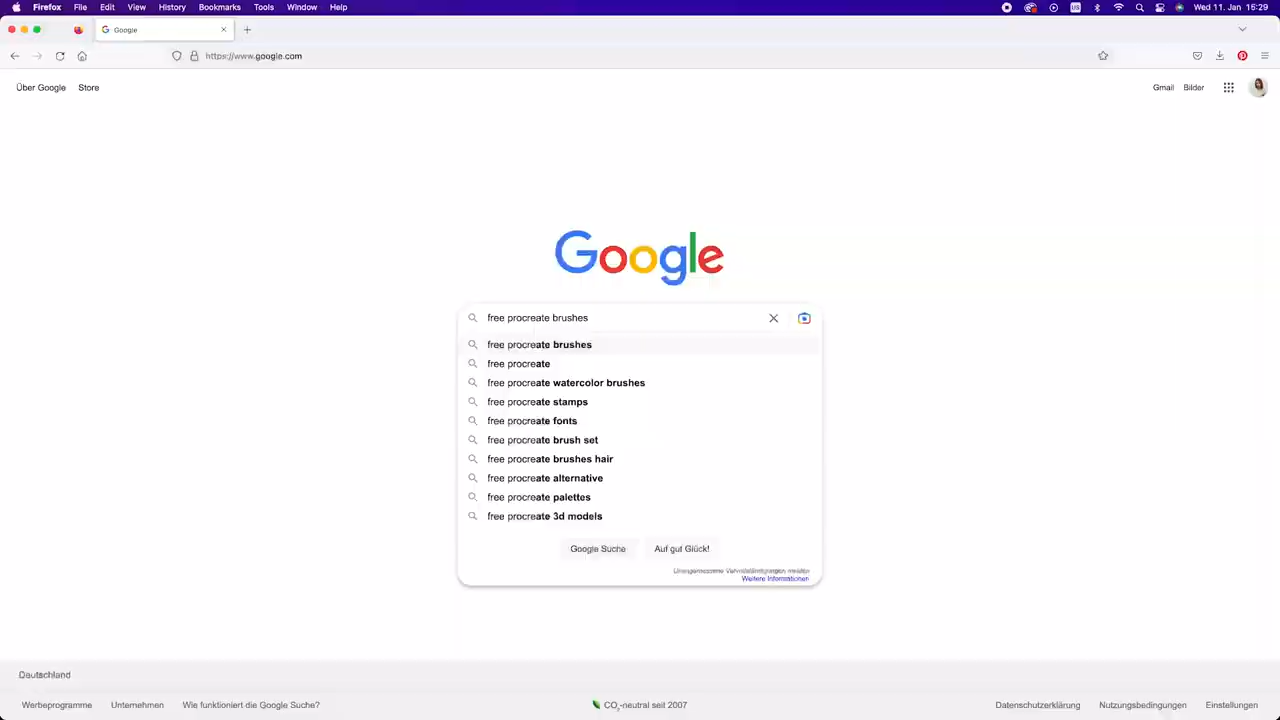 Firefox File Edit View History Bookmarks Tools Window Help
US Wed 11. Jan 15:29
Google
https://www.google.com
Über Google Store
Gmail Bilder
Google
free procreate brushes
free procreate brushes
free procreate
free procreate watercolor brushes
free procreate stamps
free procreate fonts
free procreate brush set
free procreate brushes hair
free procreate alternative
free procreate palettes
free procreate 3d models
Google Suche Auf gut Glück!
Weitere Informationen
Deutschland
Werbeprogramme Unternehmen Wie funktioniert die Google Suche?
CO₂-neutral seit 2007
Datenschutzerklärung Nutzungsbedingungen Einstellungen